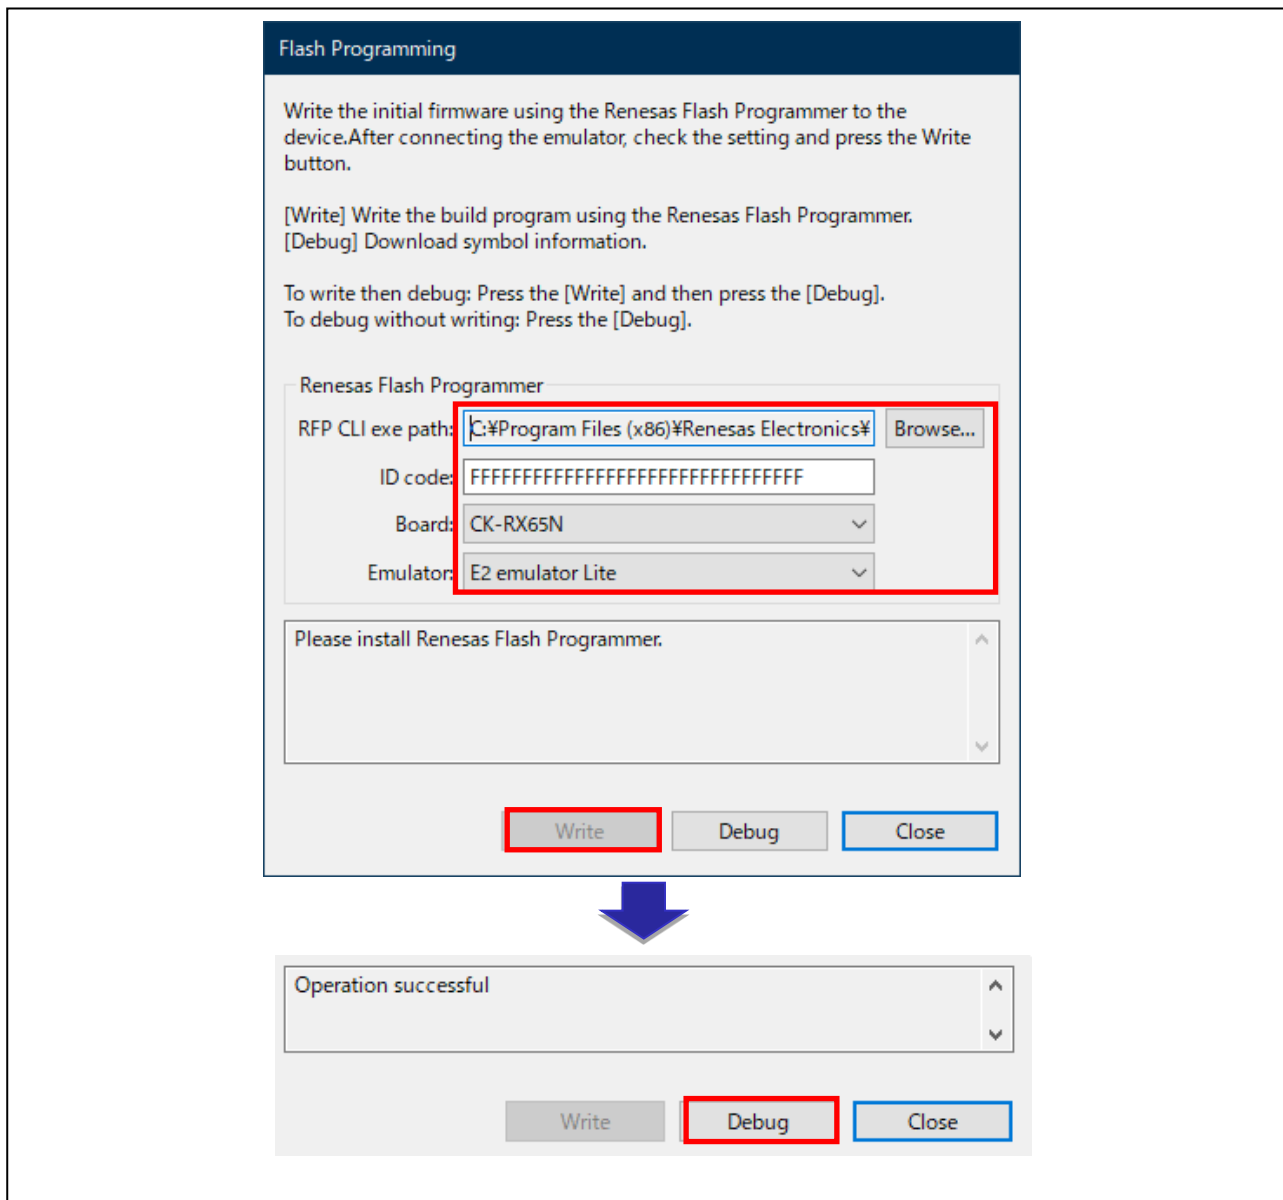 Flash Programming
Write the initial firmware using the Renesas Flash Programmer to the
device.After connecting the emulator, check the setting and press the Write
button.
[Write] Write the build program using the Renesas Flash Programmer.
[Debug] Download symbol information.
To write then debug: Press the [Write] and then press the [Debug].
To debug without writing: Press the [Debug].
Renesas Flash Programmer
RFP CLI exe path: C:¥Program Files (x86)¥Renesas Electronics¥ Browse...
ID code: FFFFFFFFFFFFFFFFFFFFFFFFFFFFFFFF
Board: CK-RX65N
Emulator: E2 emulator Lite
Please install Renesas Flash Programmer.
Write Debug Close
Operation successful
Write Debug Close